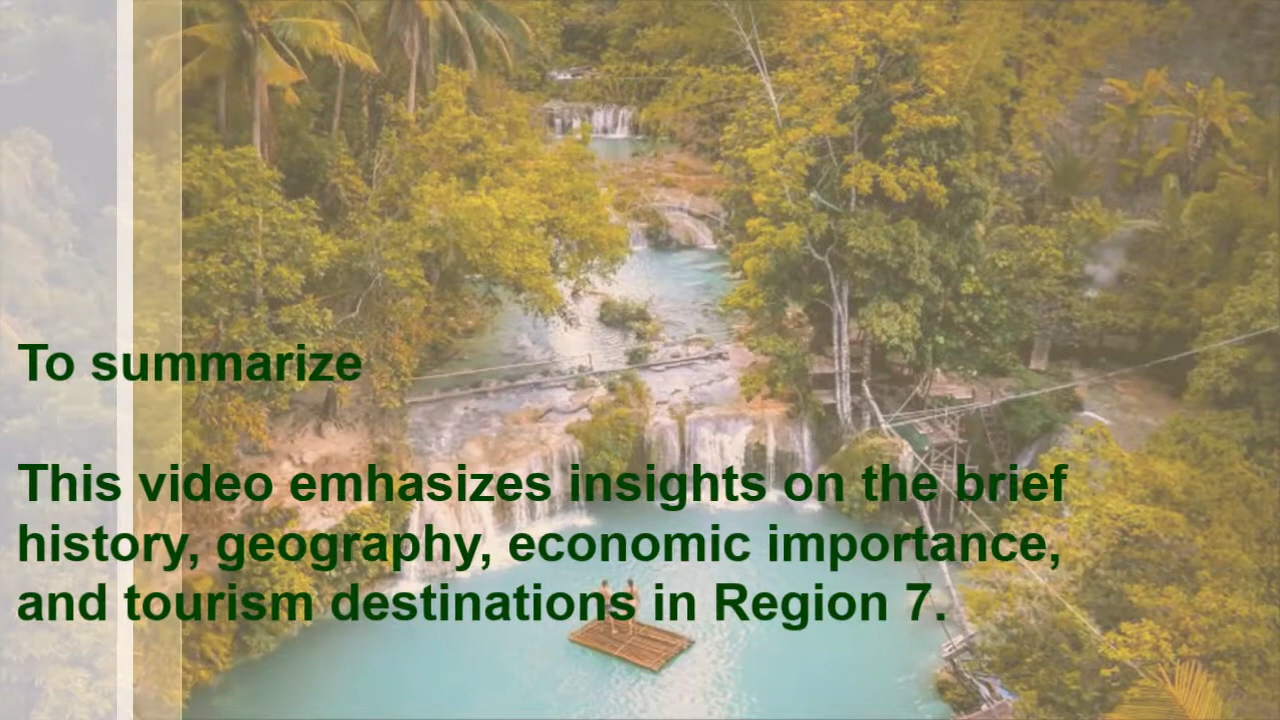 To summarize
This video emhasizes insights on the brief
history, geography, economic importance,
and tourism destinations in Region 7.